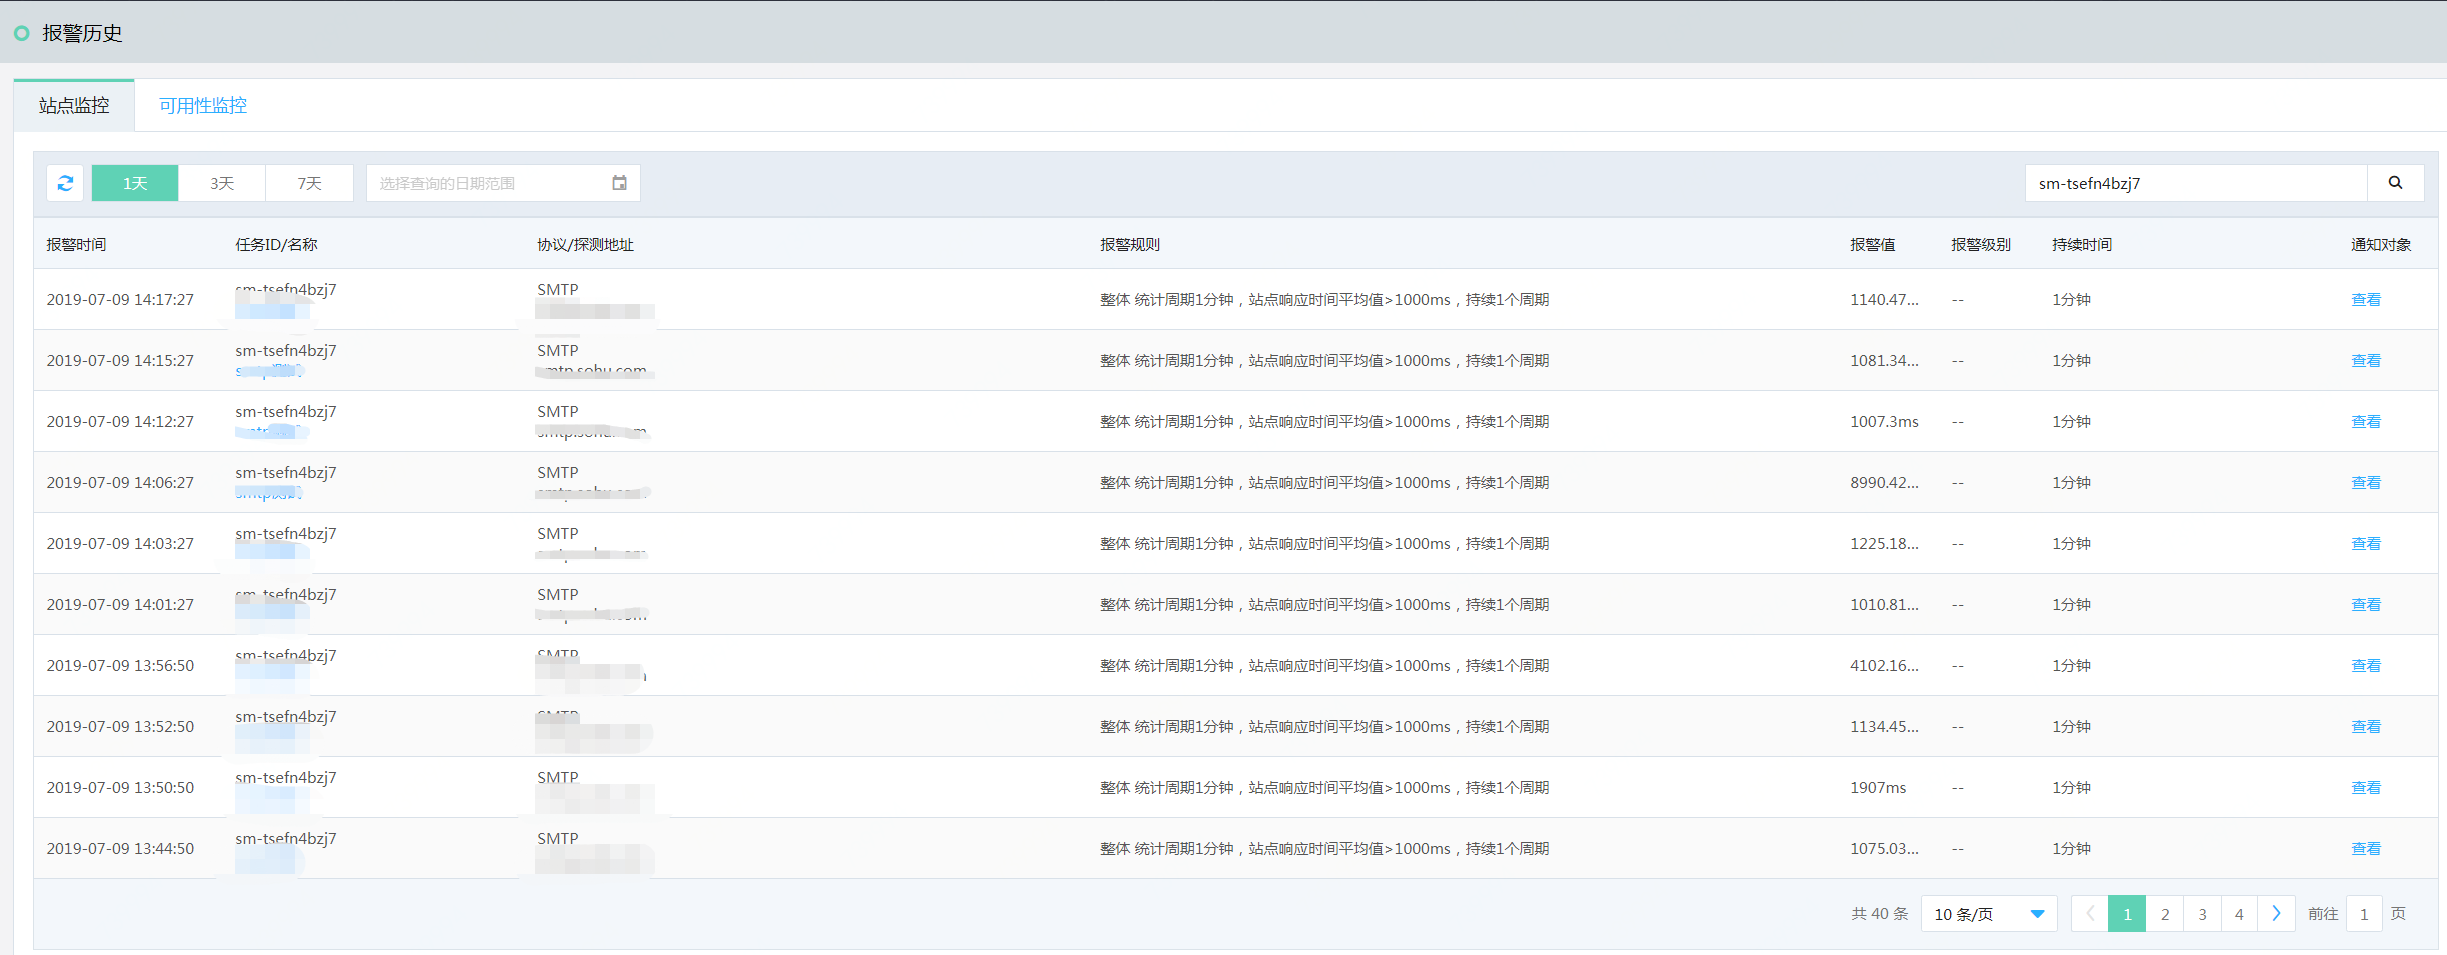 报警历史
站点监控 可用性监控
1天 3天 7天 选择查询的日期范围 sm-tsefn4bzj7
报警时间 任务ID/名称 协议/探测地址 报警规则 报警值 报警级别 持续时间 通知对象
sm-tsefn4bzj7 SMTP
2019-07-09 14:17:27 整体 统计周期1分钟，站点响应时间平均值>1000ms，持续1个周期 1140.47... -- 1分钟 查看
sm-tsefn4bzj7 SMTP
2019-07-09 14:15:27 整体 统计周期1分钟，站点响应时间平均值>1000ms，持续1个周期 1081.34... -- 1分钟 查看
smtp.sohu.com
sm-tsefn4bzj7 SMTP
2019-07-09 14:12:27 整体 统计周期1分钟，站点响应时间平均值>1000ms，持续1个周期 1007.3ms -- 1分钟 查看
sm-tsefn4bzj7 SMTP
2019-07-09 14:06:27 整体 统计周期1分钟，站点响应时间平均值>1000ms，持续1个周期 8990.42... -- 1分钟 查看
sm-tsefn4bzj7 SMTP
2019-07-09 14:03:27 整体 统计周期1分钟，站点响应时间平均值>1000ms，持续1个周期 1225.18... -- 1分钟 查看
sm-tsefn4bzj7 SMTP
2019-07-09 14:01:27 整体 统计周期1分钟，站点响应时间平均值>1000ms，持续1个周期 1010.81... -- 1分钟 查看
sm-tsefn4bzj7 SMTP
2019-07-09 13:56:50 整体 统计周期1分钟，站点响应时间平均值>1000ms，持续1个周期 4102.16... -- 1分钟 查看
sm-tsefn4bzj7 SMTP
2019-07-09 13:52:50 整体 统计周期1分钟，站点响应时间平均值>1000ms，持续1个周期 1134.45... -- 1分钟 查看
sm-tsefn4bzj7 SMTP
2019-07-09 13:50:50 整体 统计周期1分钟，站点响应时间平均值>1000ms，持续1个周期 1907ms -- 1分钟 查看
sm-tsefn4bzj7 SMTP
2019-07-09 13:44:50 整体 统计周期1分钟，站点响应时间平均值>1000ms，持续1个周期 1075.03... -- 1分钟 查看
共 40 条 10 条/页 1 2 3 4 前往 1 页